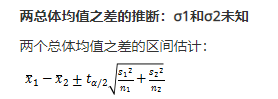 两总体均值之差的推断：σ1和σ2未知
两个总体均值之差的区间估计：
x̄₁ − x̄₂ ± t_{α/2}√(s₁²/n₁ + s₂²/n₂)